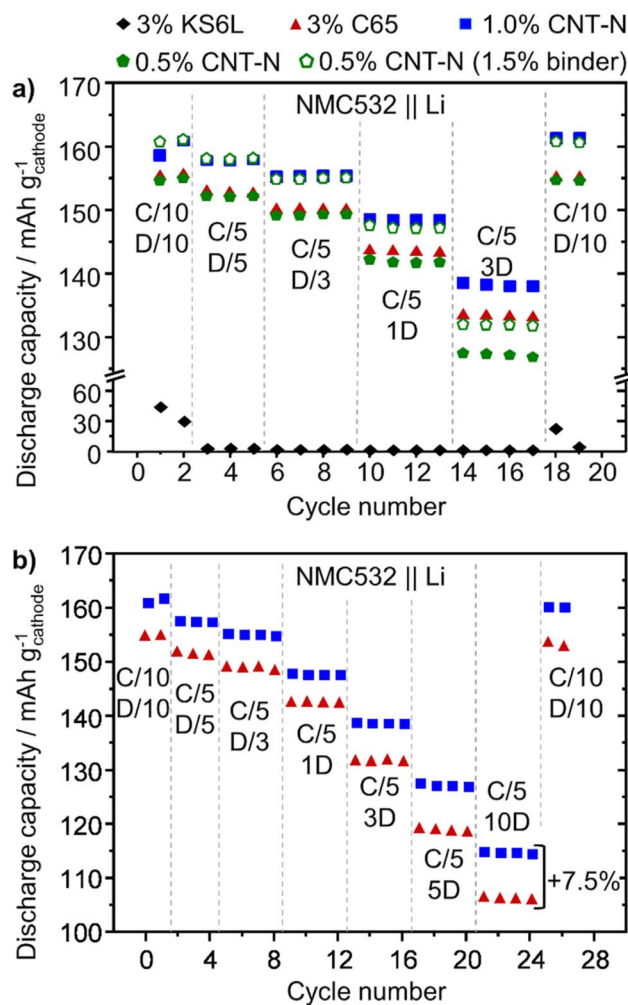 ◆ 3% KS6L ▲ 3% C65 ■ 1.0% CNT-N
⬟ 0.5% CNT-N ⬠ 0.5% CNT-N (1.5% binder)
a)
NMC532 || Li
Discharge capacity / mAh g⁻¹cathode
170
160
150
140
130
60
30
0
C/10
D/10
C/5
D/5
C/5
D/3
C/5
1D
C/5
3D
C/10
D/10
0 2 4 6 8 10 12 14 16 18 20
Cycle number
b)
NMC532 || Li
Discharge capacity / mAh g⁻¹cathode
170
160
150
140
130
120
110
100
C/10
D/10
C/5
D/5
C/5
D/3
C/5
1D
C/5
3D
C/5
5D
C/5
10D
C/10
D/10
+7.5%
0 4 8 12 16 20 24 28
Cycle number